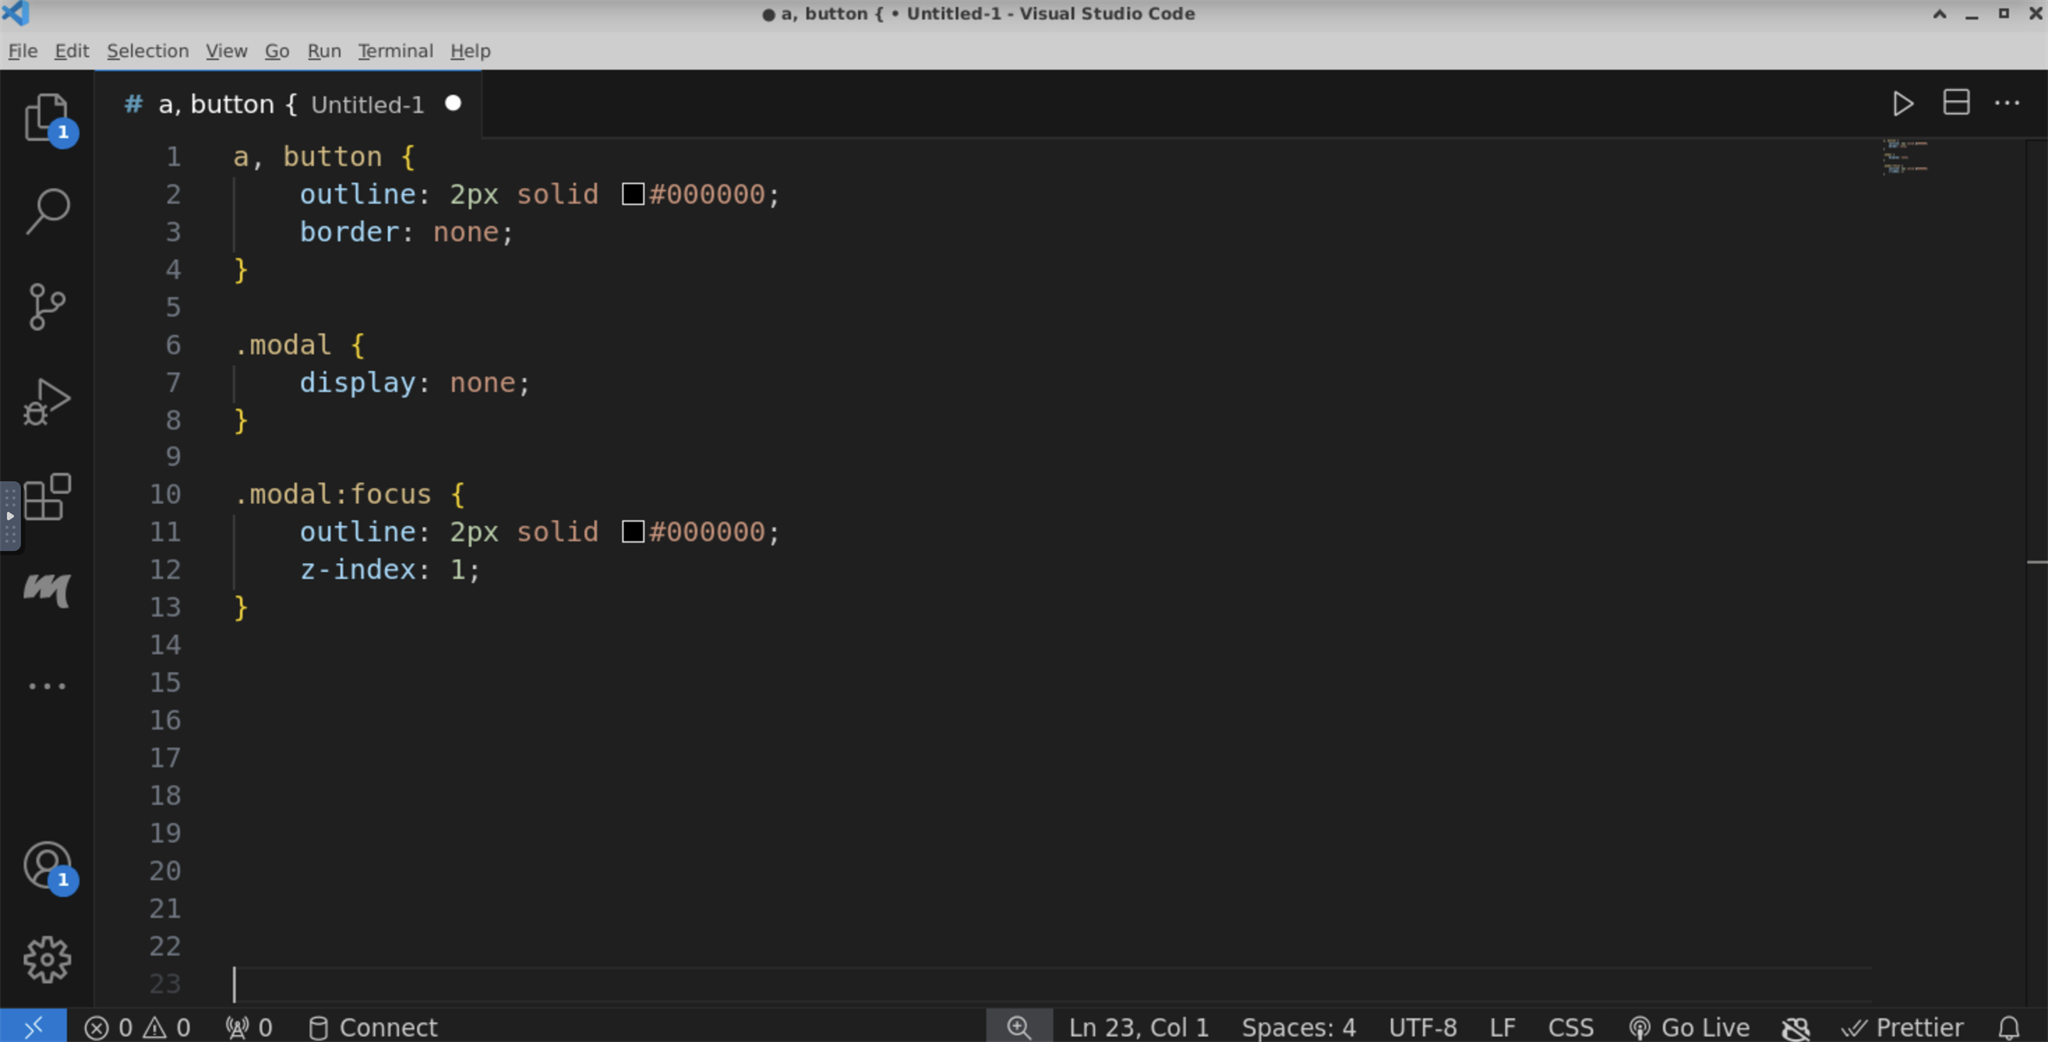 ● a, button { • Untitled-1 - Visual Studio Code
File Edit Selection View Go Run Terminal Help
# a, button { Untitled-1 ●
1 a, button {
2     outline: 2px solid #000000;
3     border: none;
4 }
5
6 .modal {
7     display: none;
8 }
9
10 .modal:focus {
11     outline: 2px solid #000000;
12     z-index: 1;
13 }
14
15
16
17
18
19
20
21
22
23
1
1
0 0 0 Connect Ln 23, Col 1 Spaces: 4 UTF-8 LF CSS Go Live Prettier